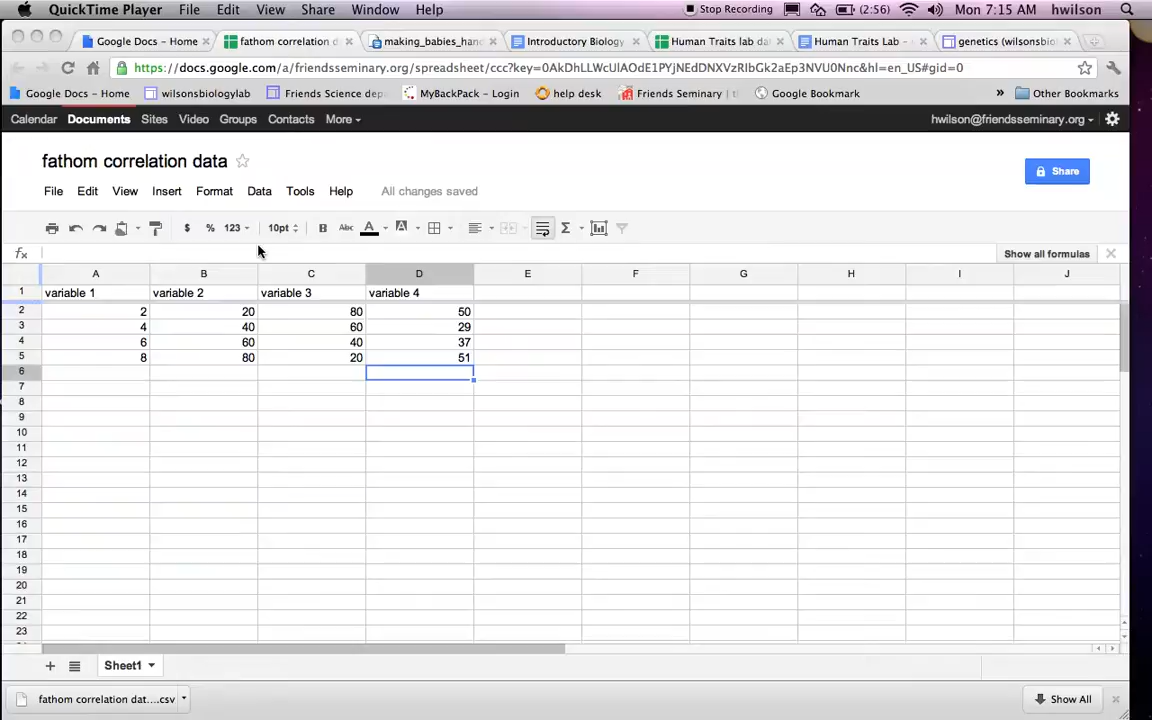 QuickTime Player File Edit View Share Window Help Stop Recording (2:56) Mon 7:15 AM hwilson
Google Docs - Home fathom correlation d making_babies_han Introductory Biology Human Traits lab da Human Traits Lab - genetics (wilsonsbio
https://docs.google.com/a/friendsseminary.org/spreadsheet/ccc?key=0AkDhLLWcUlAOdE1PYjNEdDNXVzRIbGk2aEp3NVU0Nnc&hl=en_US#gid=0
Google Docs - Home wilsonsbiologylab Friends Science dep MyBackPack - Login help desk Friends Seminary | Google Bookmark » Other Bookmarks
Calendar Documents Sites Video Groups Contacts More hwilson@friendsseminary.org
fathom correlation data
Share
File Edit View Insert Format Data Tools Help All changes saved
$ % 123 10pt B Abc A A Σ
fx Show all formulas
A B C D E F G H I J
1 variable 1 variable 2 variable 3 variable 4
2 2 20 80 50
3 4 40 60 29
4 6 60 40 37
5 8 80 20 51
6
7
8
9
10
11
12
13
14
15
16
17
18
19
20
21
22
23
+ Sheet1
fathom correlation dat....csv Show All